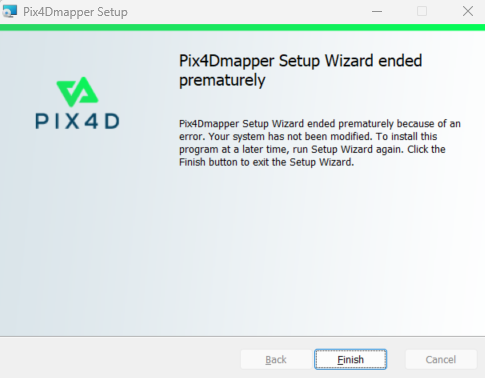 Pix4Dmapper Setup
Pix4Dmapper Setup Wizard ended
prematurely
PIX4D
Pix4Dmapper Setup Wizard ended prematurely because of an
error. Your system has not been modified. To install this
program at a later time, run Setup Wizard again. Click the
Finish button to exit the Setup Wizard.
Back
Finish
Cancel